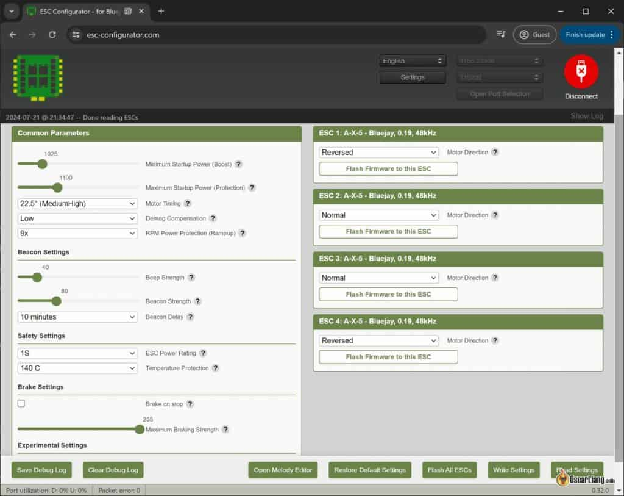 ESC Configurator - for Bluej
esc-configurator.com
Guest
Finish update
English
Settings
Open Port Selection
Disconnect
2024-07-21 @ 21:34:47 -- Done reading ESCs
Show Log
Common Parameters
1025
Minimum Startup Power (Boost)
1100
Maximum Startup Power (Protection)
22.5° (MediumHigh)
Motor Timing
Low
Demag Compensation
9x
RPM Power Protection (Rampup)
Beacon Settings
40
Beep Strength
80
Beacon Strength
10 minutes
Beacon Delay
Safety Settings
1S
ESC Power Rating
140 C
Temperature Protection
Brake Settings
Brake on stop
255
Maximum Braking Strength
Experimental Settings
ESC 1: A-X-5 - Bluejay, 0.19, 48kHz
Reversed
Motor Direction
Flash Firmware to this ESC
ESC 2: A-X-5 - Bluejay, 0.19, 48kHz
Normal
Motor Direction
Flash Firmware to this ESC
ESC 3: A-X-5 - Bluejay, 0.19, 48kHz
Normal
Motor Direction
Flash Firmware to this ESC
ESC 4: A-X-5 - Bluejay, 0.19, 48kHz
Reversed
Motor Direction
Flash Firmware to this ESC
Save Debug Log
Clear Debug Log
Open Melody Editor
Restore Default Settings
Flash All ESCs
Write Settings
Read Settings
Port utilization: D: 0% U: 0%
Packet error: 0
0.32.0